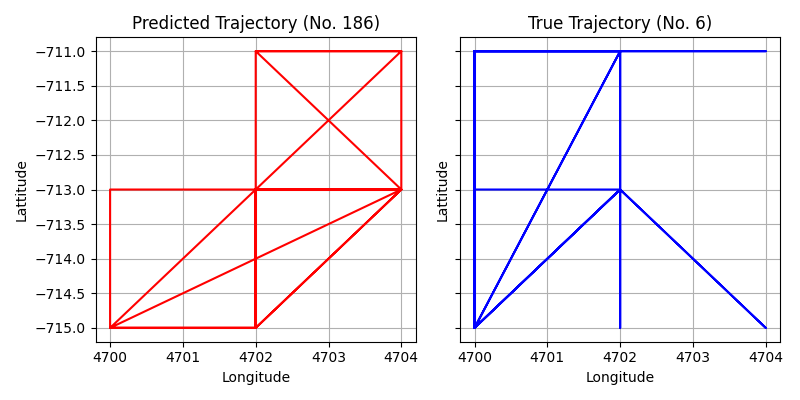 Predicted Trajectory (No. 186)
True Trajectory (No. 6)
−711.0
−711.5
−712.0
−712.5
−713.0
−713.5
−714.0
−714.5
−715.0
Lattitude
Lattitude
4700 4701 4702 4703 4704
4700 4701 4702 4703 4704
Longitude
Longitude